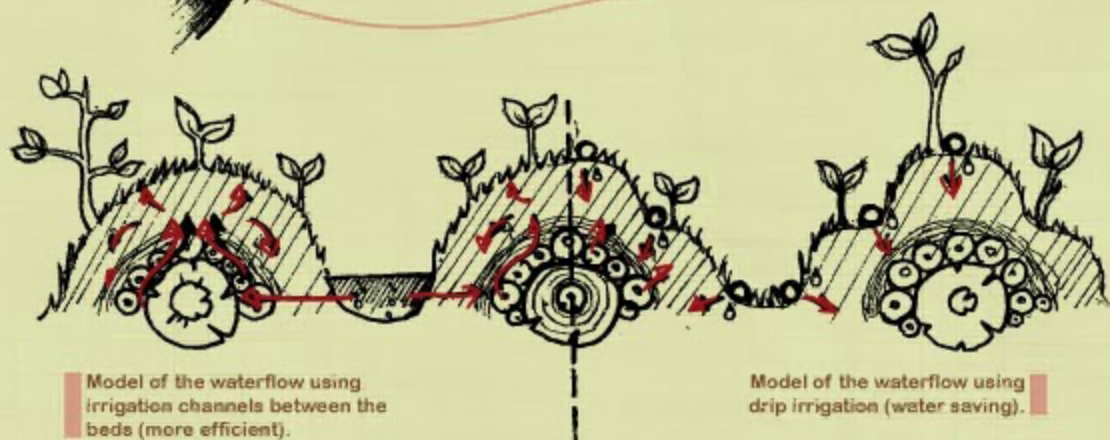 Model of the waterflow using
irrigation channels between the
beds (more efficient).
Model of the waterflow using
drip irrigation (water saving).